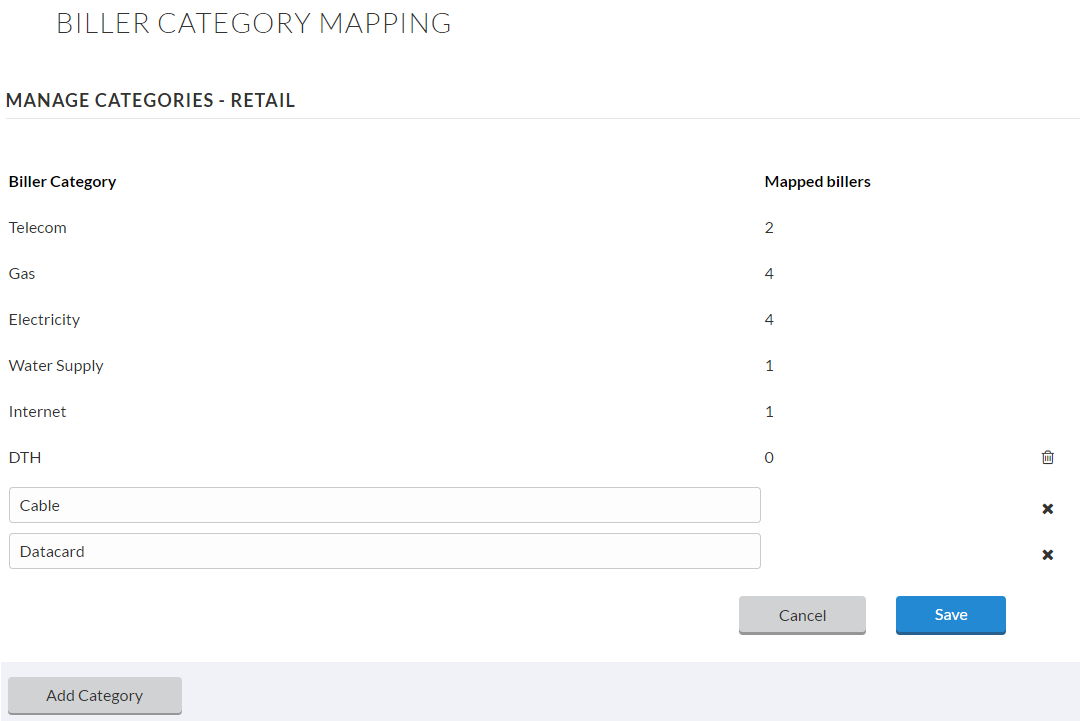 BILLER CATEGORY MAPPING
MANAGE CATEGORIES - RETAIL
Biller Category Mapped billers
Telecom 2
Gas 4
Electricity 4
Water Supply 1
Internet 1
DTH 0
Cable
Datacard
Cancel Save
Add Category